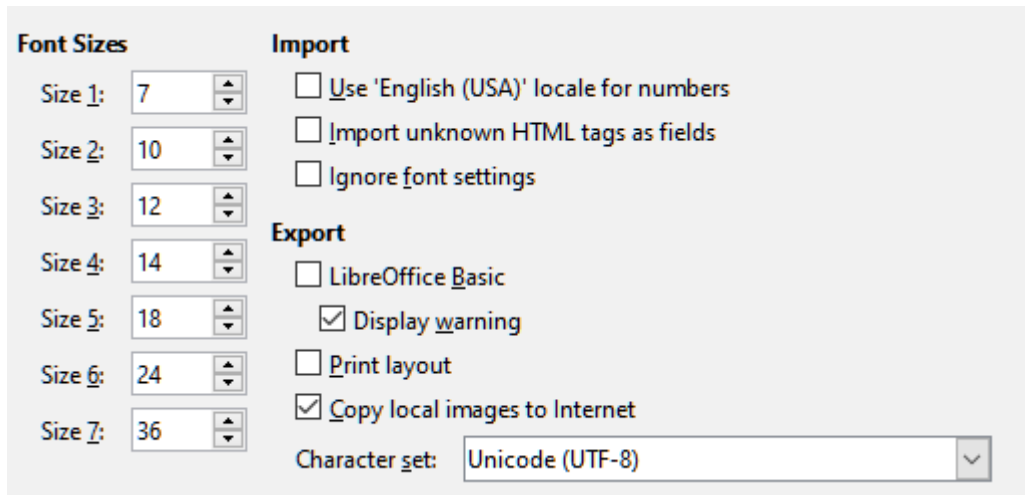 Font Sizes
Size 1: 7
Size 2: 10
Size 3: 12
Size 4: 14
Size 5: 18
Size 6: 24
Size 7: 36
Import
Use 'English (USA)' locale for numbers
Import unknown HTML tags as fields
Ignore font settings
Export
LibreOffice Basic
Display warning
Print layout
Copy local images to Internet
Character set: Unicode (UTF-8)